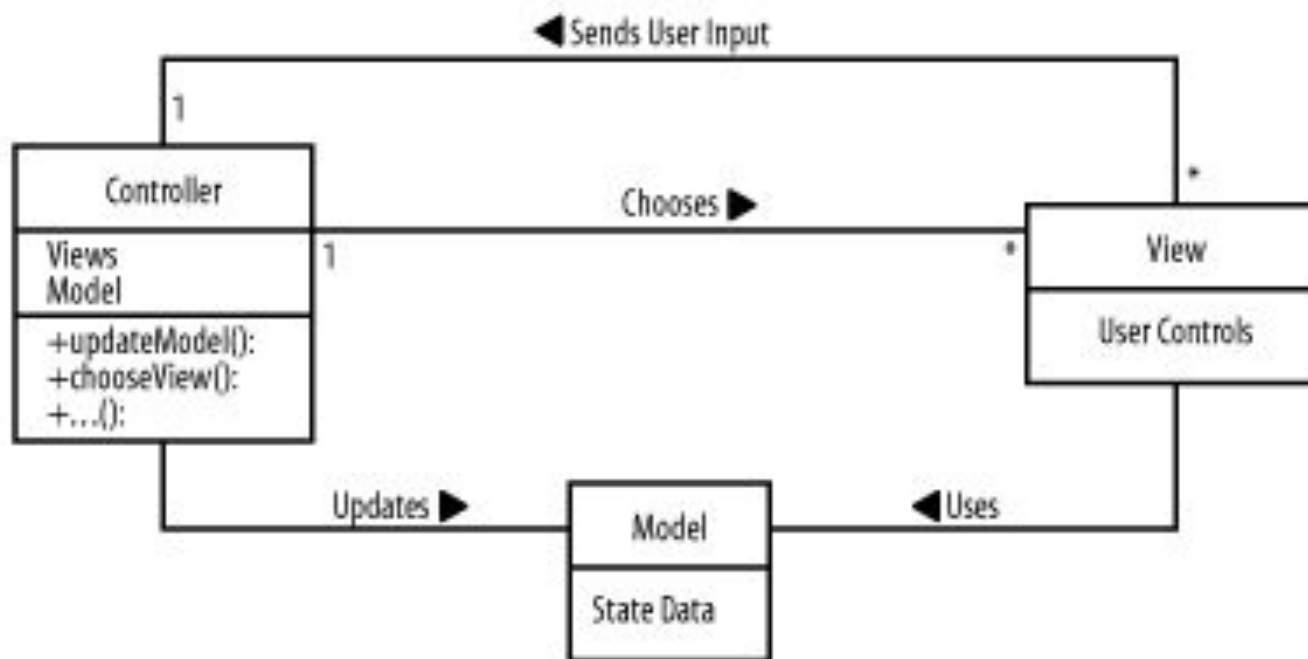 ◀ Sends User Input
1
*
Controller
Views
Model
+updateModel():
+chooseView():
+...():
Chooses ▶
1
*
View
User Controls
Updates ▶
◀ Uses
Model
State Data